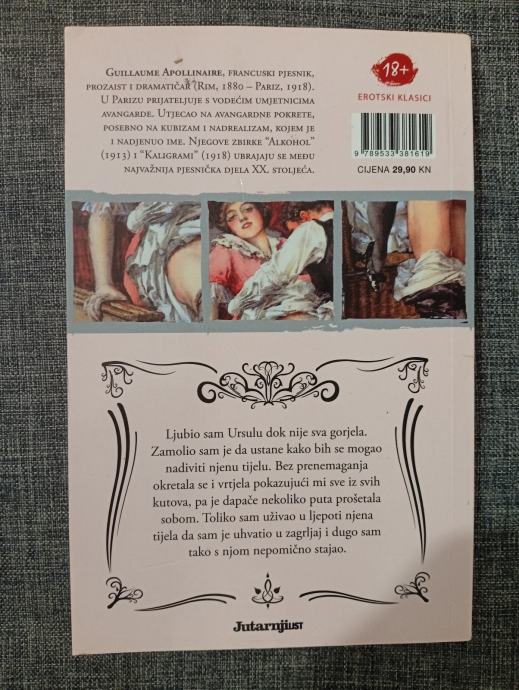 Guillaume Apollinaire, francuski pjesnik,
prozaist i dramatičar (Rim, 1880 – Pariz, 1918).
U Parizu prijateljuje s vodećim umjetnicima
avangarde. Utjecao na avangardne pokrete,
posebno na kubizam i nadrealizam, kojem je
i nadjenuo ime. Njegove zbirke "Alkohol"
(1913) i "Kaligrami" (1918) ubrajaju se među
najvažnija pjesnička djela XX. stoljeća.
18+
EROTSKI KLASICI
9 789533 381619
CIJENA 29,90 KN
Ljubio sam Ursulu dok nije sva gorjela.
Zamolio sam je da ustane kako bih se mogao
nadiviti njenu tijelu. Bez prenemaganja
okretala se i vrtjela pokazujući mi sve iz svih
kutova, pa je dapače nekoliko puta prošetala
sobom. Toliko sam uživao u ljepoti njena
tijela da sam je uhvatio u zagrljaj i dugo sam
tako s njom nepomično stajao.
Jutarnji LIST